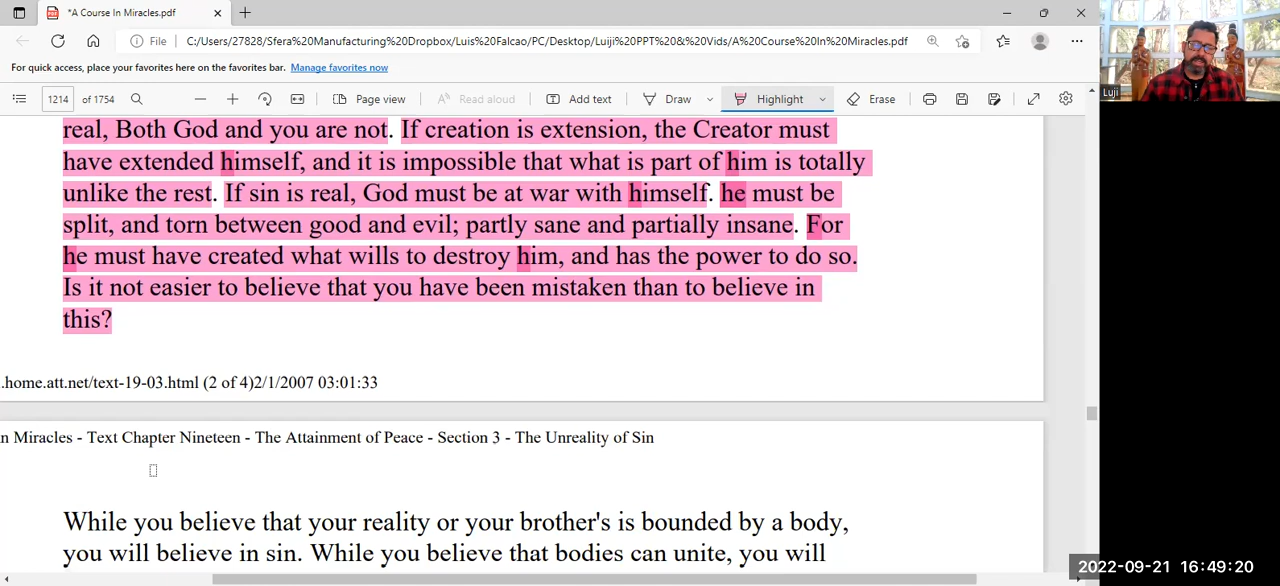 *A Course In Miracles.pdf
File C:/Users/27828/Sfera%20Manufacturing%20Dropbox/Luis%20Falcao/PC/Desktop/Luiji%20PPT%20&%20Vids/A%20Course%20In%20Miracles.pdf
For quick access, place your favorites here on the favorites bar. Manage favorites now
1214 of 1754 Page view Read aloud Add text Draw Highlight Erase
Luji
real, Both God and you are not. If creation is extension, the Creator must
have extended himself, and it is impossible that what is part of him is totally
unlike the rest. If sin is real, God must be at war with himself. he must be
split, and torn between good and evil; partly sane and partially insane. For
he must have created what wills to destroy him, and has the power to do so.
Is it not easier to believe that you have been mistaken than to believe in
this?
.home.att.net/text-19-03.html (2 of 4)2/1/2007 03:01:33
n Miracles - Text Chapter Nineteen - The Attainment of Peace - Section 3 - The Unreality of Sin
While you believe that your reality or your brother's is bounded by a body,
you will believe in sin. While you believe that bodies can unite, you will
2022-09-21 16:49:20